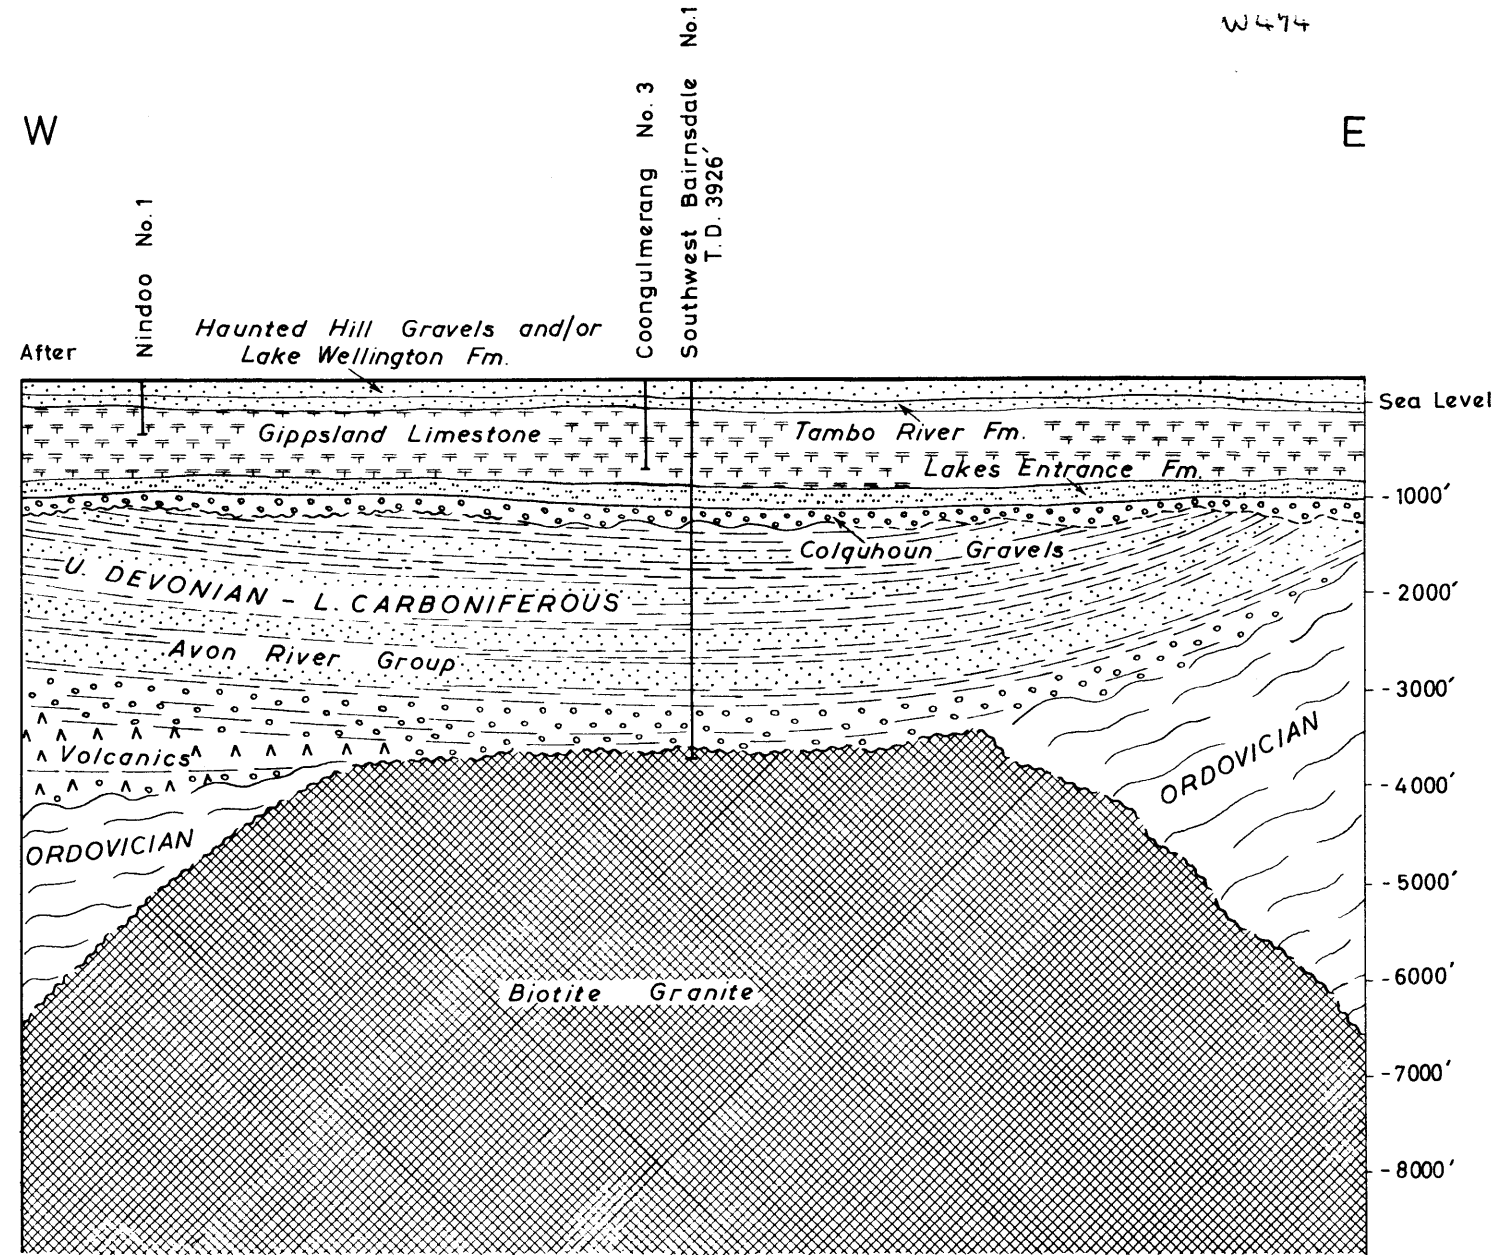 W474
W
E
Nindoo No. 1
Coongulmerang No. 3
Southwest Bairnsdale No. 1
T.D. 3926'
After
Haunted Hill Gravels and/or
Lake Wellington Fm.
Sea Level
Gippsland Limestone
Tambo River Fm.
Lakes Entrance Fm.
-1000'
Colquhoun Gravels
U. DEVONIAN - L. CARBONIFEROUS
-2000'
Avon River Group
-3000'
Volcanics
ORDOVICIAN
-4000'
ORDOVICIAN
-5000'
-6000'
Biotite Granite
-7000'
-8000'